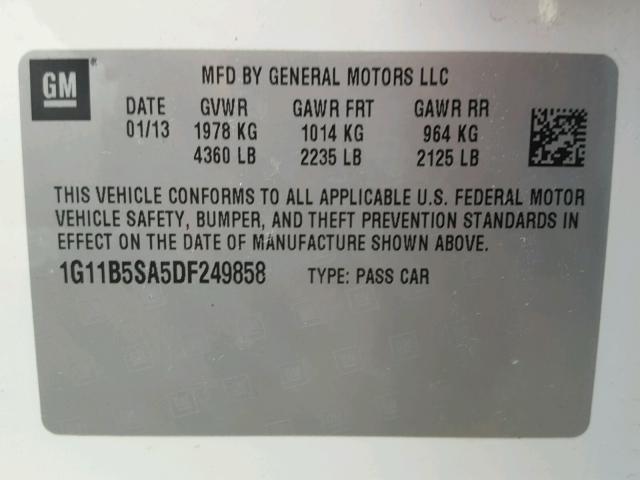 GM
MFD BY GENERAL MOTORS LLC
DATE GVWR GAWR FRT GAWR RR
01/13 1978 KG 1014 KG 964 KG
4360 LB 2235 LB 2125 LB
THIS VEHICLE CONFORMS TO ALL APPLICABLE U.S. FEDERAL MOTOR
VEHICLE SAFETY, BUMPER, AND THEFT PREVENTION STANDARDS IN
EFFECT ON THE DATE OF MANUFACTURE SHOWN ABOVE.
1G11B5SA5DF249858 TYPE: PASS CAR